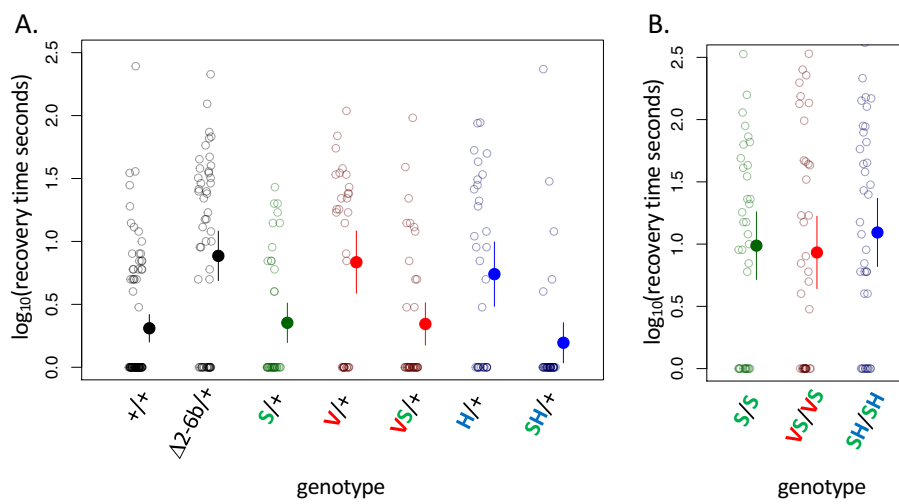 A.
log₁₀(recovery time seconds)
2.5
2.0
1.5
1.0
0.5
0.0
+/+
Δ2-6b/+
S/+
V/+
VS/+
H/+
SH/+
genotype
B.
log₁₀(recovery time seconds)
2.5
2.0
1.5
1.0
0.5
0.0
S/S
VS/VS
SH/SH
genotype